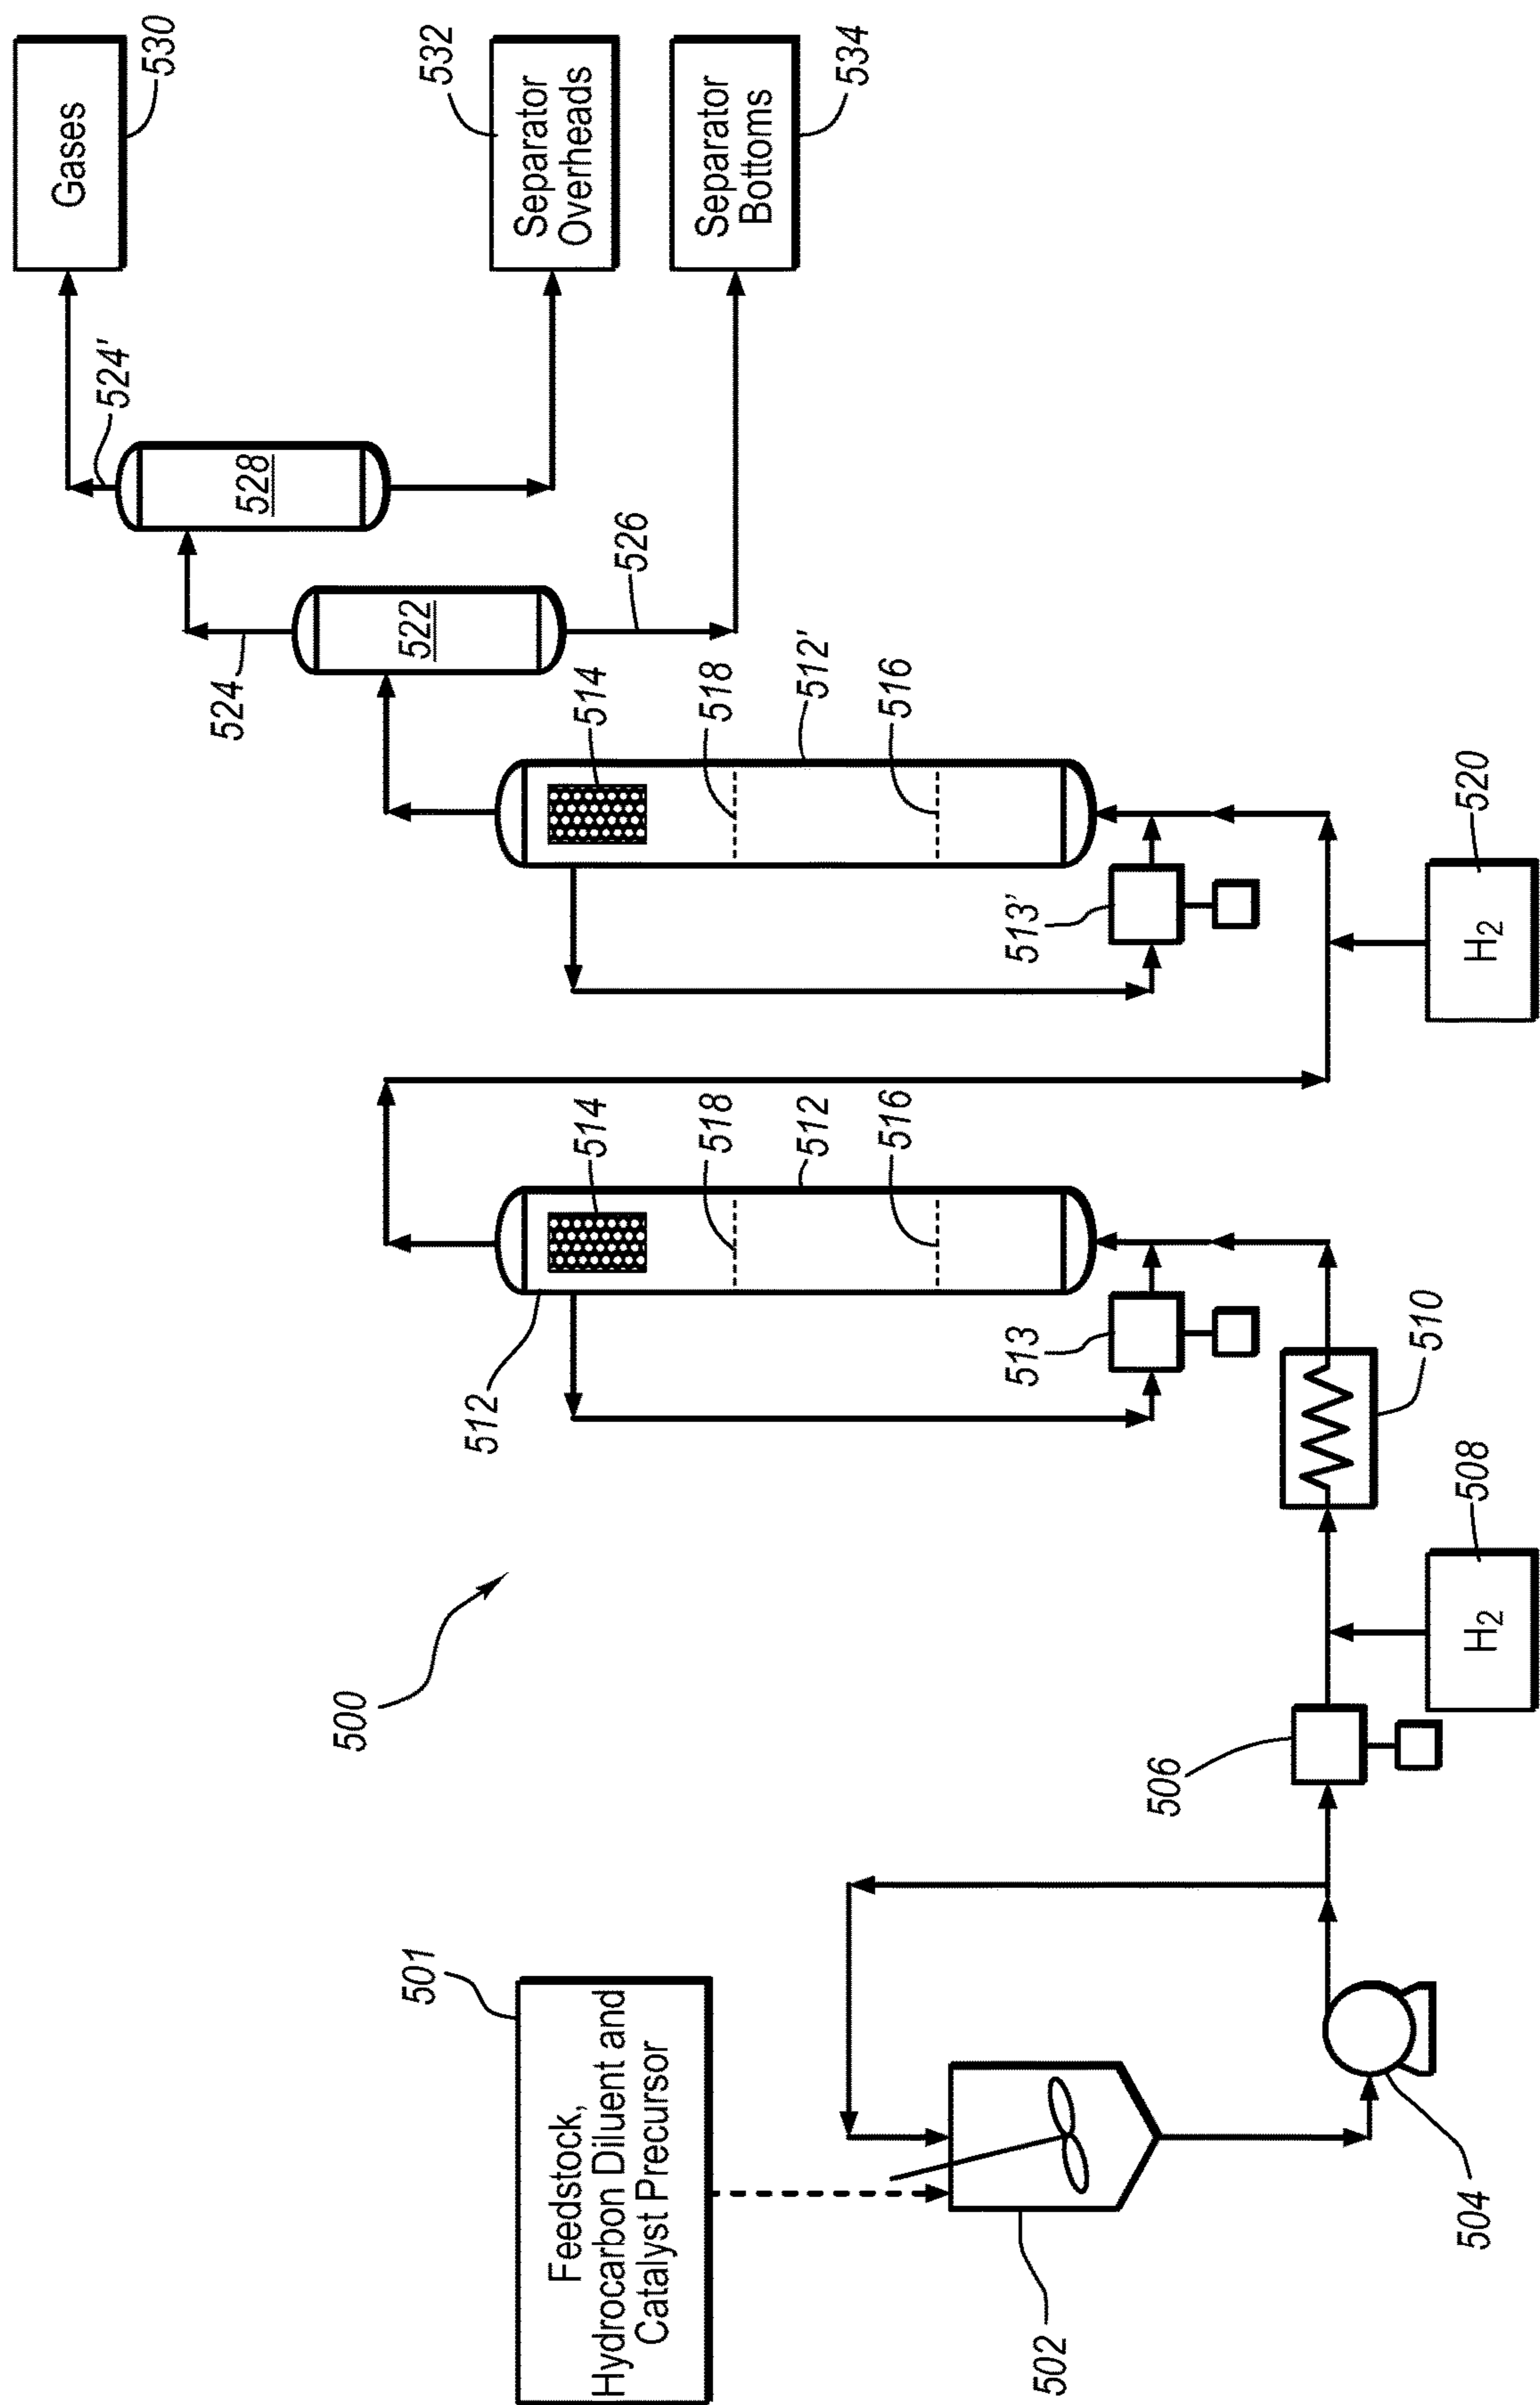 Gases
530
524'
532
Separator
Overheads
528
Separator
Bottoms
534
522
524
526
514
518
512'
516
513'
H2
520
514
518
512
516
512
513
510
500
H2
508
506
501
Feedstock,
Hydrocarbon Diluent and
Catalyst Precursor
502
504